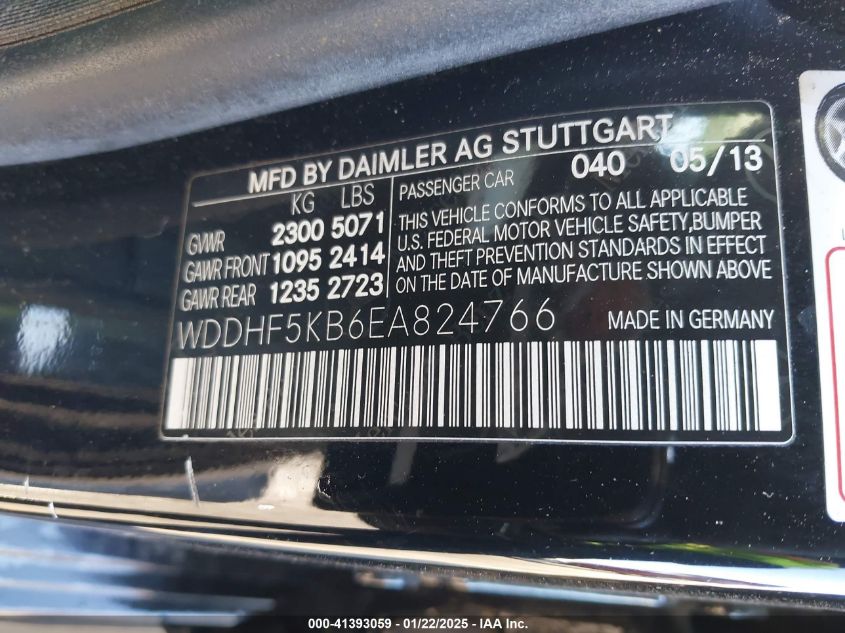 MFD BY DAIMLER AG STUTTGART
KG LBS
GVWR 2300 5071
GAWR FRONT 1095 2414
GAWR REAR 1235 2723
PASSENGER CAR 040 05/13
THIS VEHICLE CONFORMS TO ALL APPLICABLE
U.S. FEDERAL MOTOR VEHICLE SAFETY,BUMPER
AND THEFT PREVENTION STANDARDS IN EFFECT
ON THE DATE OF MANUFACTURE SHOWN ABOVE
WDDHF5KB6EA824766 MADE IN GERMANY
000-41393059 - 01/22/2025 - IAA Inc.